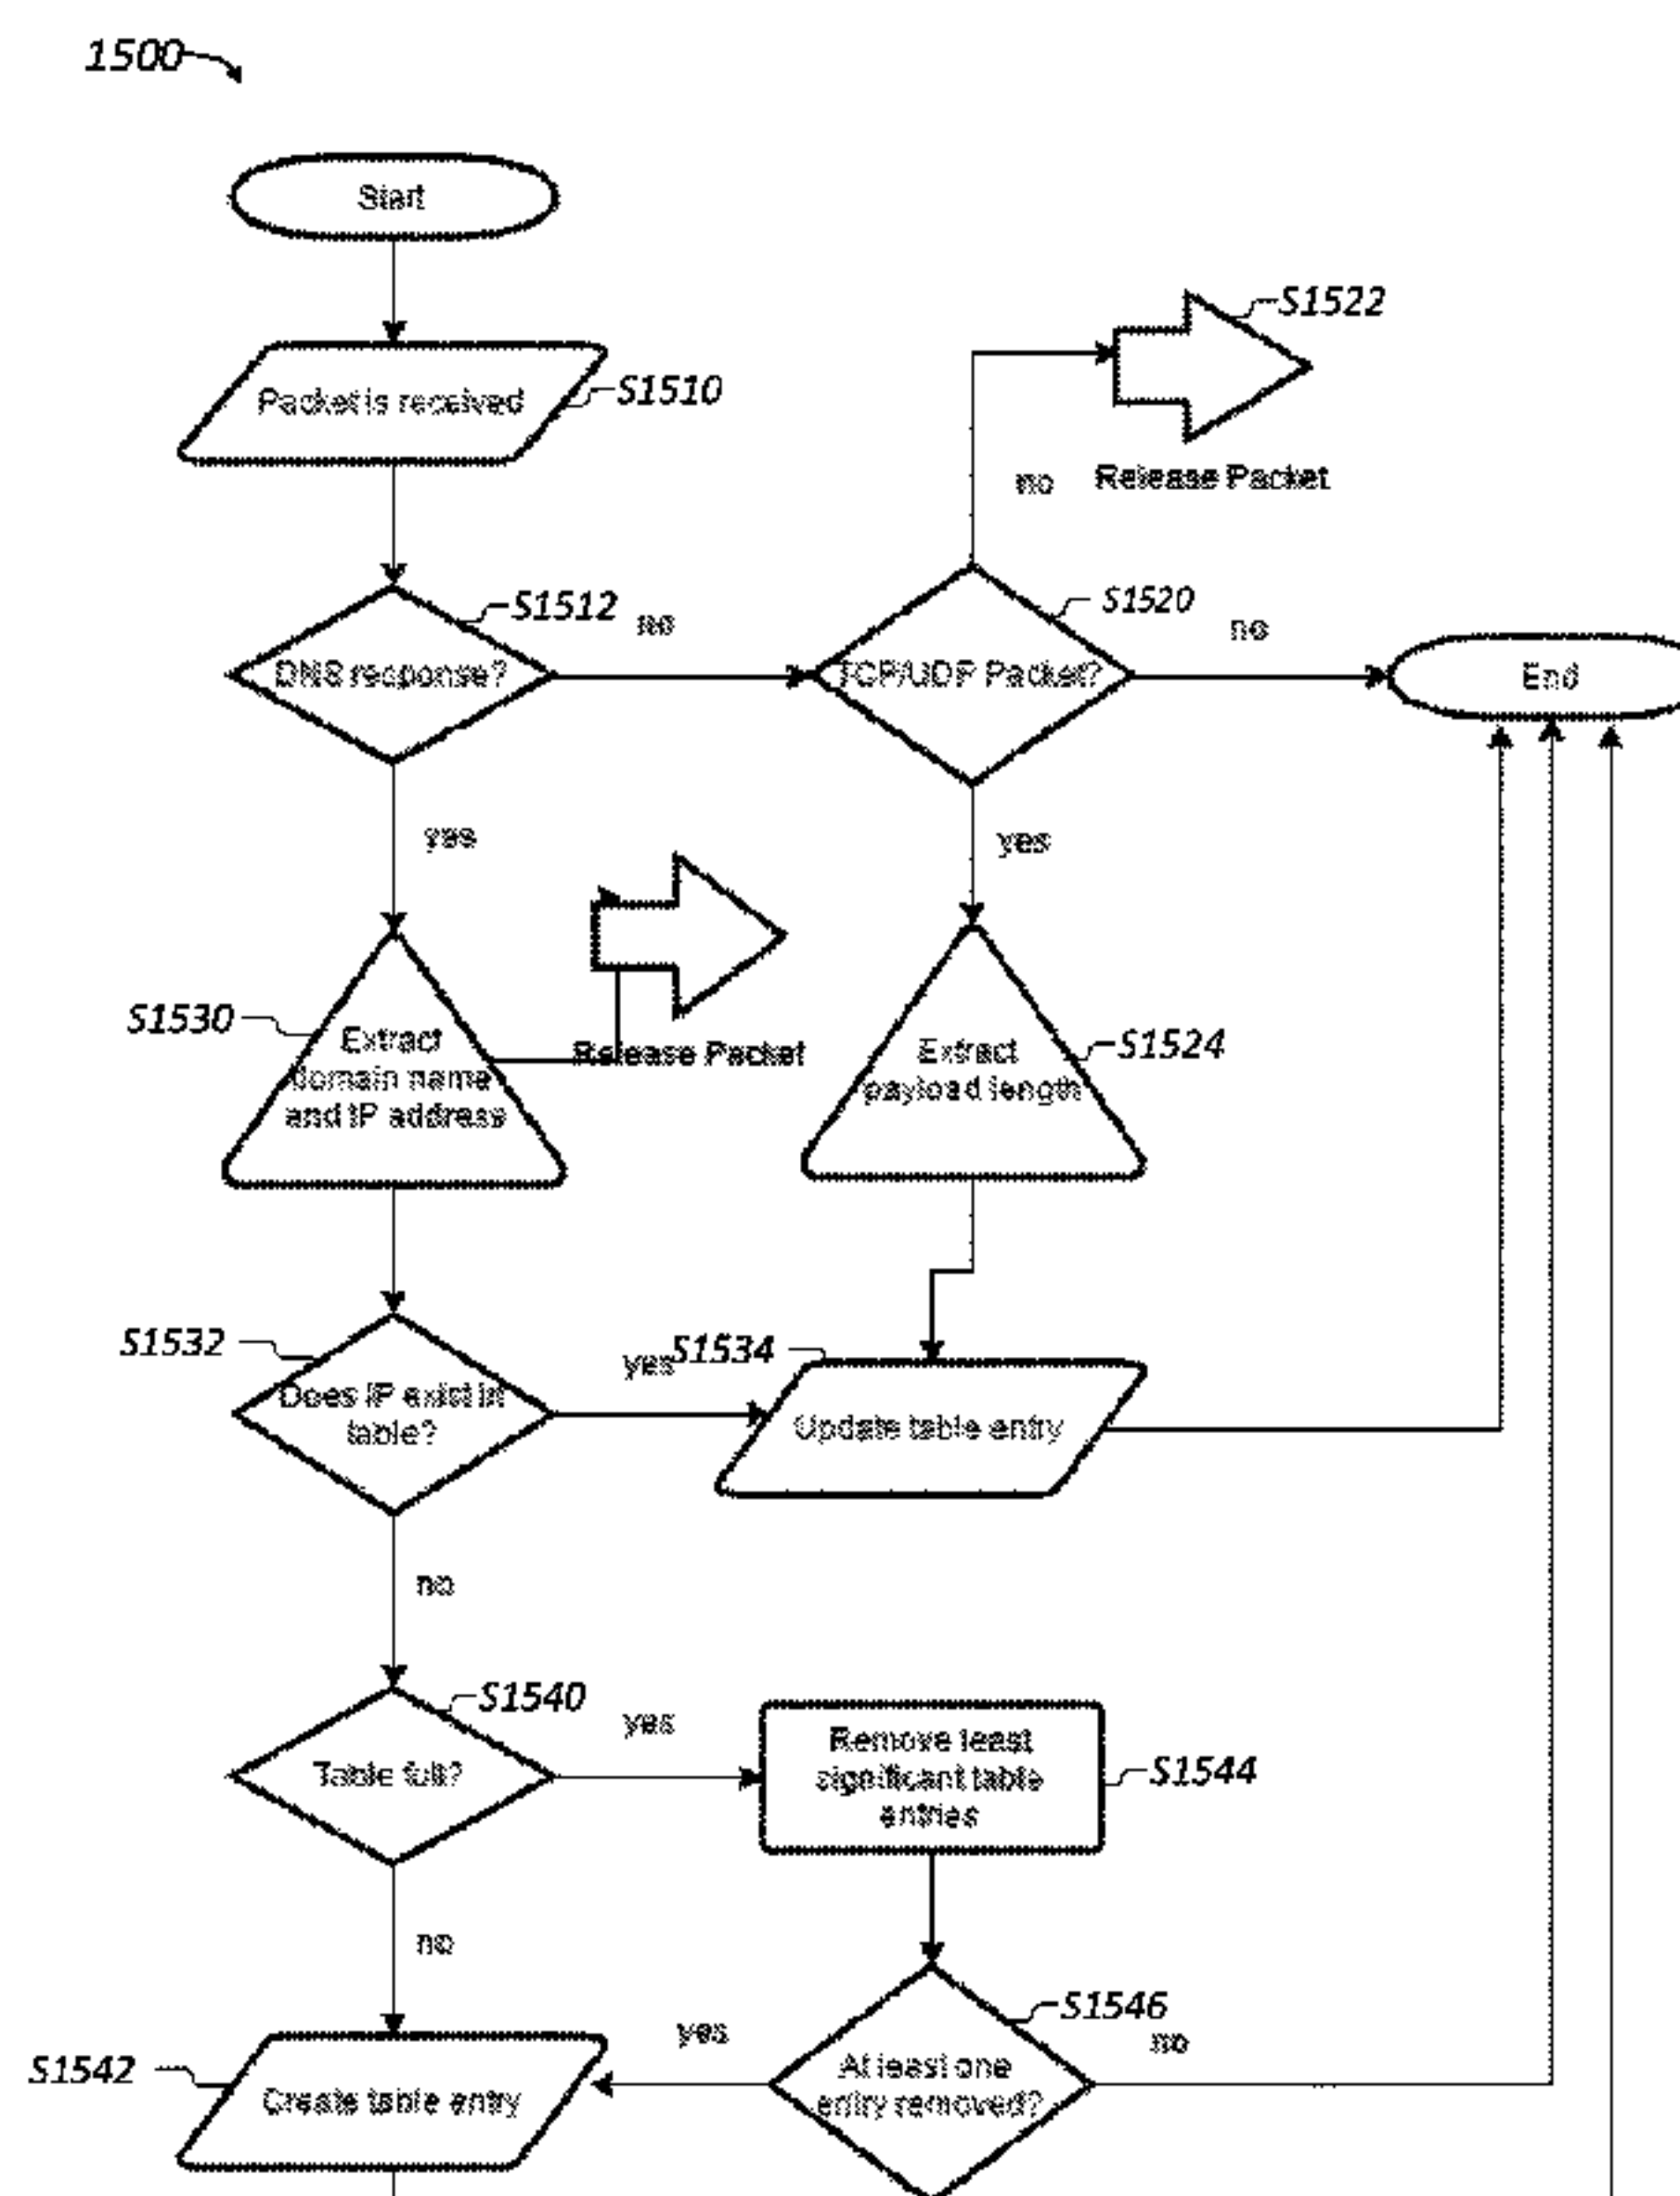 1500
Start
S1522
Packet is received
S1510
no
Release Packet
S1512
no
S1520
no
DNS response?
TCP/UDP Packet?
End
yes
yes
S1530
Extract
domain name
and IP address
Release Packet
Extract
payload length
S1524
S1532
yes
S1534
Does IP exist in
table?
Update table entry
no
S1540
yes
Table full?
Remove least
significant table
entries
S1544
no
S1546
yes
no
S1542
Create table entry
At least one
entry removed?